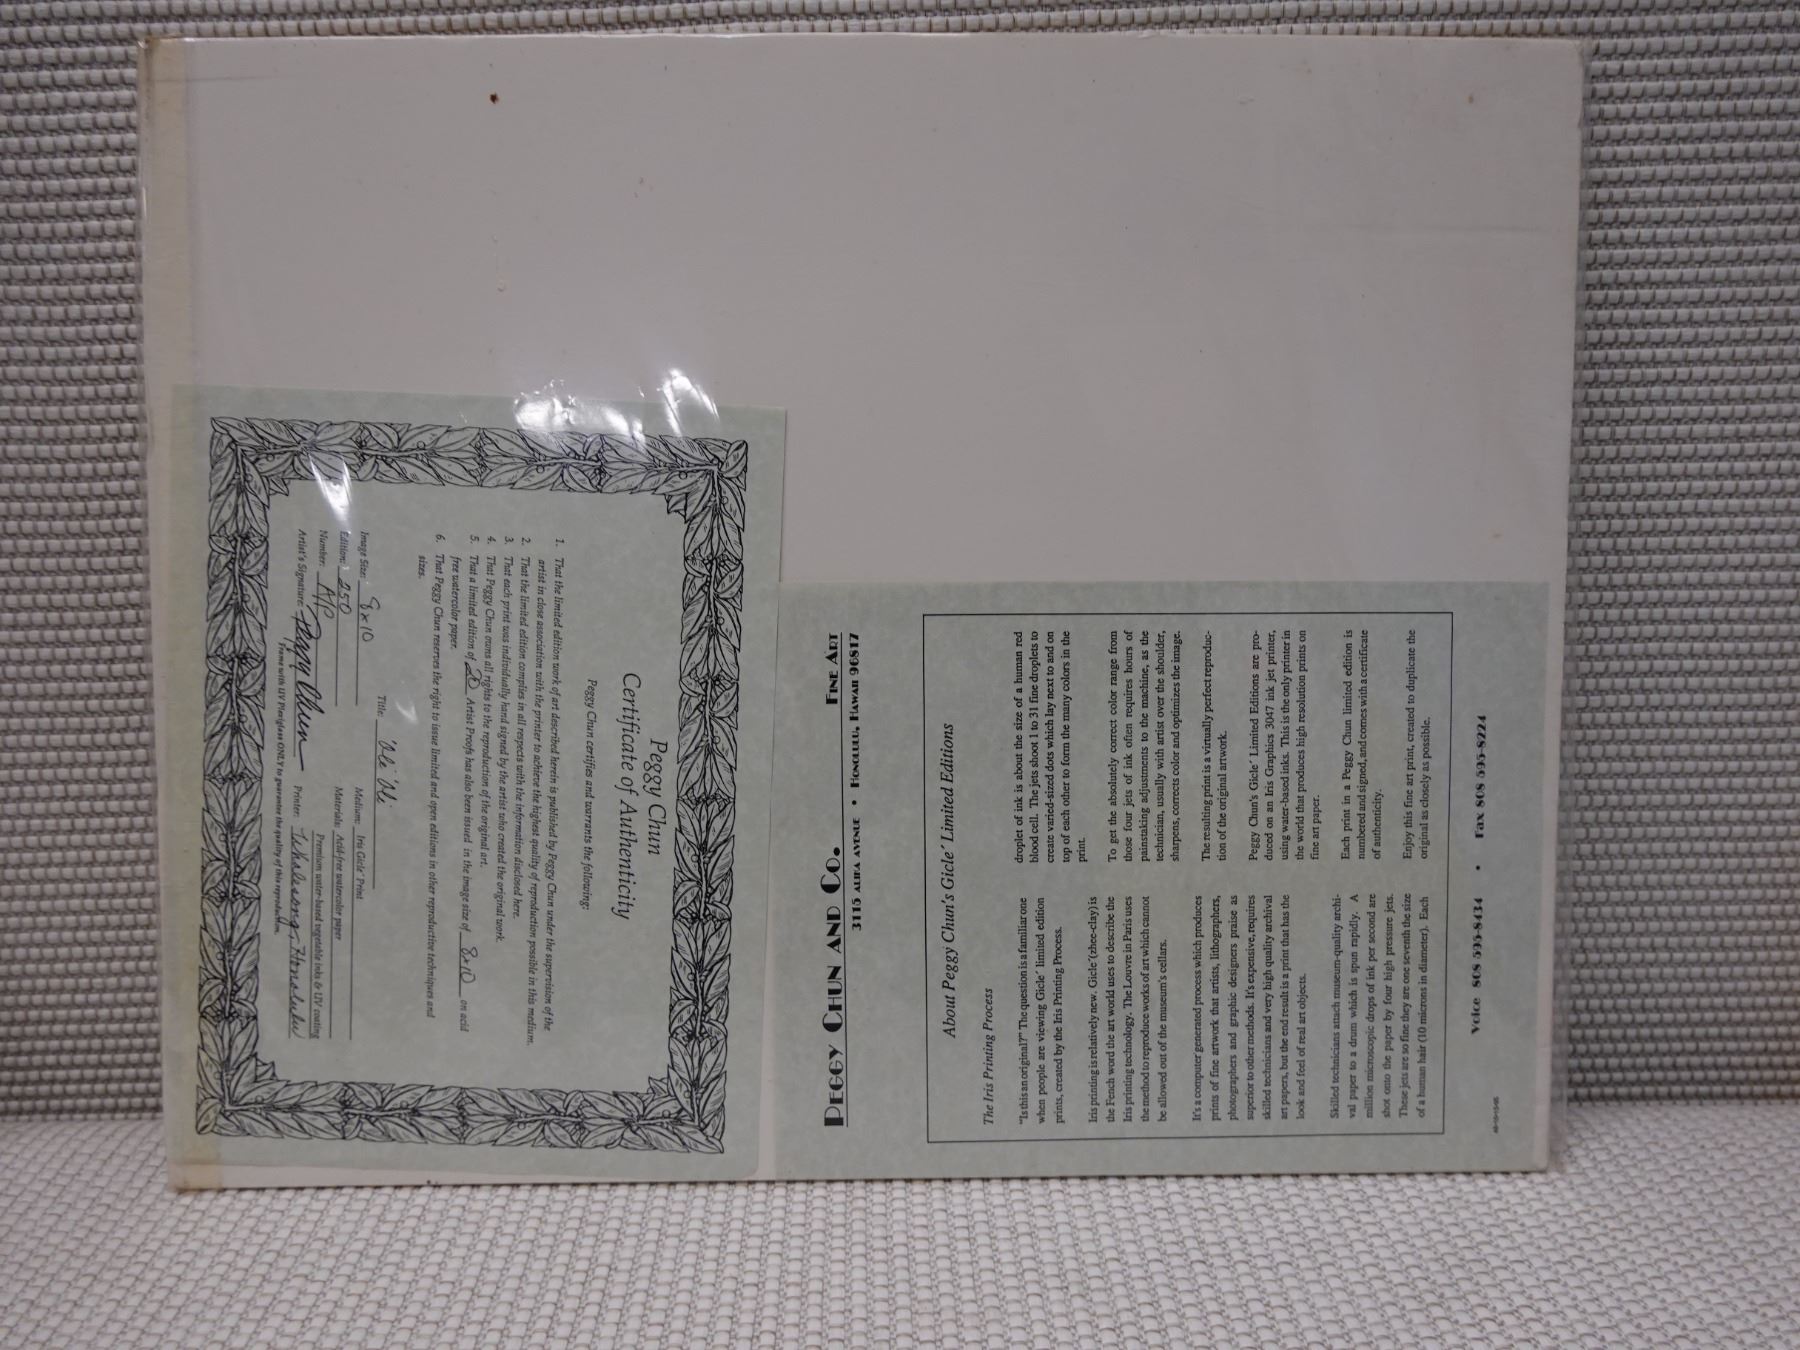 Peggy Chun
Certificate of Authenticity
Peggy Chun certifies and warrants the following:
1. That the limited edition work of art described herein is published by Peggy Chun under the supervision of the
artist in close association with the printer to achieve the highest quality of reproduction possible in this medium.
2. That the limited edition complies in all respects with the information disclosed here.
3. That each print was individually hand signed by the artist who created the original work.
4. That Peggy Chun owns all rights to the reproduction of the original art.
5. That a limited edition of 20 Artist Proofs has also been issued in the image size of 8x10 on acid
free watercolor paper.
6. That Peggy Chun reserves the right to issue limited and open editions in other reproductive techniques and
sizes.
Title:
Image Size: 8x10
Medium: Iris Giclé Print
Edition: 250
Materials: Acid-free watercolor paper
Number: A/P
Premium water-based vegetable inks & UV coating
Artist's Signature: Peggy Chun
Printer: Whalesong, Honolulu
Frame with UV Plexiglass ONLY to guarantee the quality of this reproduction.
PEGGY CHUN AND CO. FINE ART
3115 ALIKA AVENUE • HONOLULU, HAWAII 96817
About Peggy Chun's Gicle´ Limited Editions
The Iris Printing Process
"Is this an original?" The question is a familiar one
when people are viewing Gicle´ limited edition
prints, created by the Iris Printing Process.
Iris printing is relatively new. Gicle´ (zhee-clay) is
the Fench word the art world uses to describe the
Iris printing technology. The Louvre in Paris uses
the method to reproduce works of art which cannot
be allowed out of the museum's cellars.
It's a computer generated process which produces
prints of fine artwork that artists, lithographers,
photographers and graphic designers praise as
superior to other methods. It's expensive, requires
skilled technicians and very high quality archival
art papers, but the end result is a print that has the
look and feel of real art objects.
Skilled technicians attach museum-quality archi-
val paper to a drum which is spun rapidly. A
million microscopic drops of ink per second are
shot onto the paper by four high pressure jets.
These jets are so fine they are one seventh the size
of a human hair (10 microns in diameter). Each
droplet of ink is about the size of a human red
blood cell. The jets shoot 1 to 31 fine droplets to
create varied-sized dots which lay next to and on
top of each other to form the many colors in the
print.
To get the absolutely correct color range from
those four jets of ink often requires hours of
painstaking adjustments to the machine, as the
technician, usually with artist over the shoulder,
sharpens, corrects color and optimizes the image.
The resulting print is a virtually perfect reproduc-
tion of the original artwork.
Peggy Chun's Gicle´ Limited Editions are pro-
duced on an Iris Graphics 3047 ink jet printer,
using water-based inks. This is the only printer in
the world that produces high resolution prints on
fine art paper.
Each print in a Peggy Chun limited edition is
numbered and signed, and comes with a certificate
of authenticity.
Enjoy this fine art print, created to duplicate the
original as closely as possible.
Voice 808 595-8434 • Fax 808 595-8224